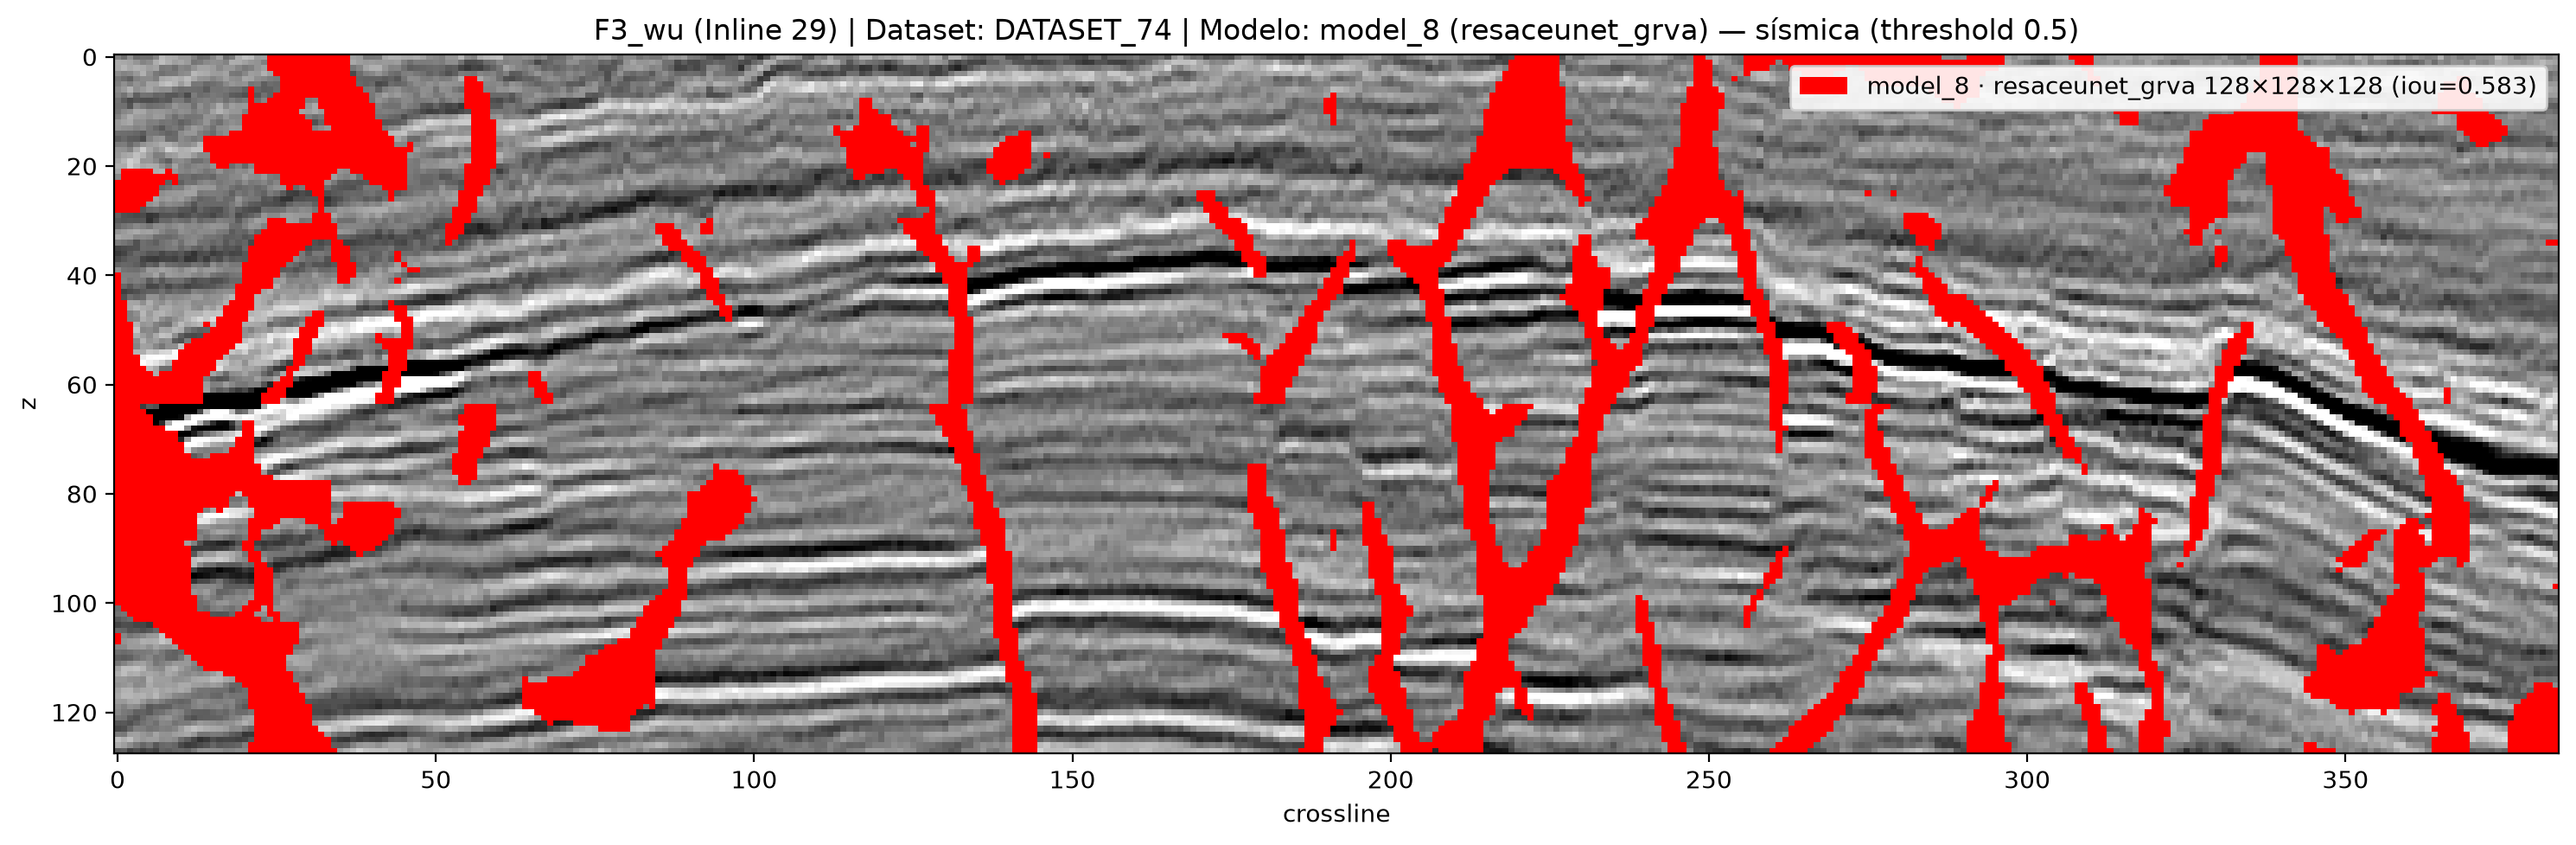 F3_wu (Inline 29) | Dataset: DATASET_74 | Modelo: model_8 (resaceunet_grva) — sísmica (threshold 0.5)
model_8 · resaceunet_grva 128×128×128 (iou=0.583)
0
20
40
60
80
100
120
z
0 50 100 150 200 250 300 350
crossline